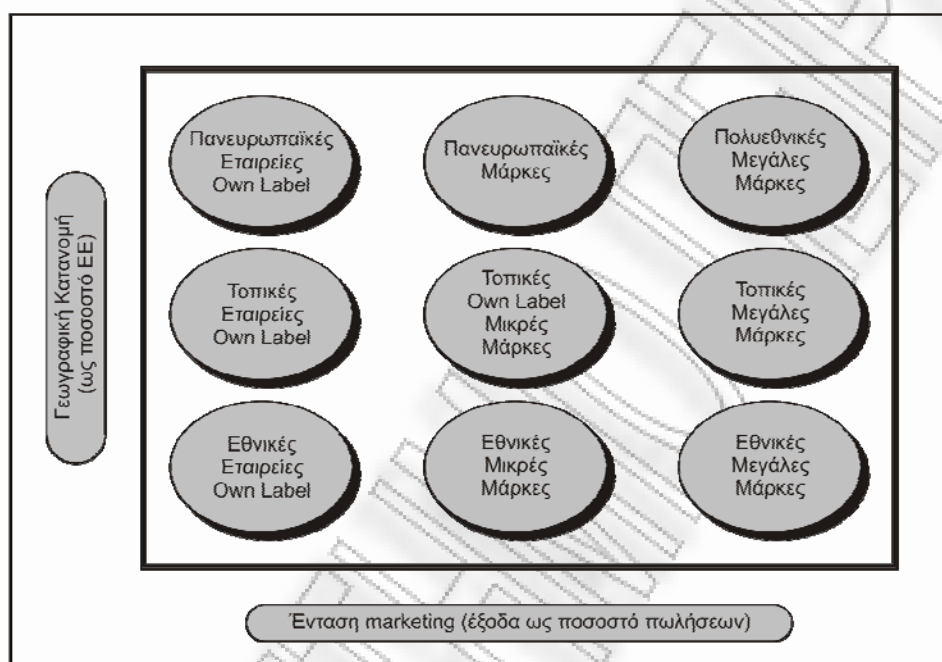 Πανευρωπαϊκές
Εταιρείες
Own Label
Πανευρωπαϊκές
Μάρκες
Πολυεθνικές
Μεγάλες
Μάρκες
Γεωγραφική Κατανομή
(ως ποσοστό ΕΕ)
Τοπικές
Εταιρείες
Own Label
Τοπικές
Own Label
Μικρές
Μάρκες
Τοπικές
Μεγάλες
Μάρκες
Εθνικές
Εταιρείες
Own Label
Εθνικές
Μικρές
Μάρκες
Εθνικές
Μεγάλες
Μάρκες
Ένταση marketing (έξοδα ως ποσοστό πωλήσεων)